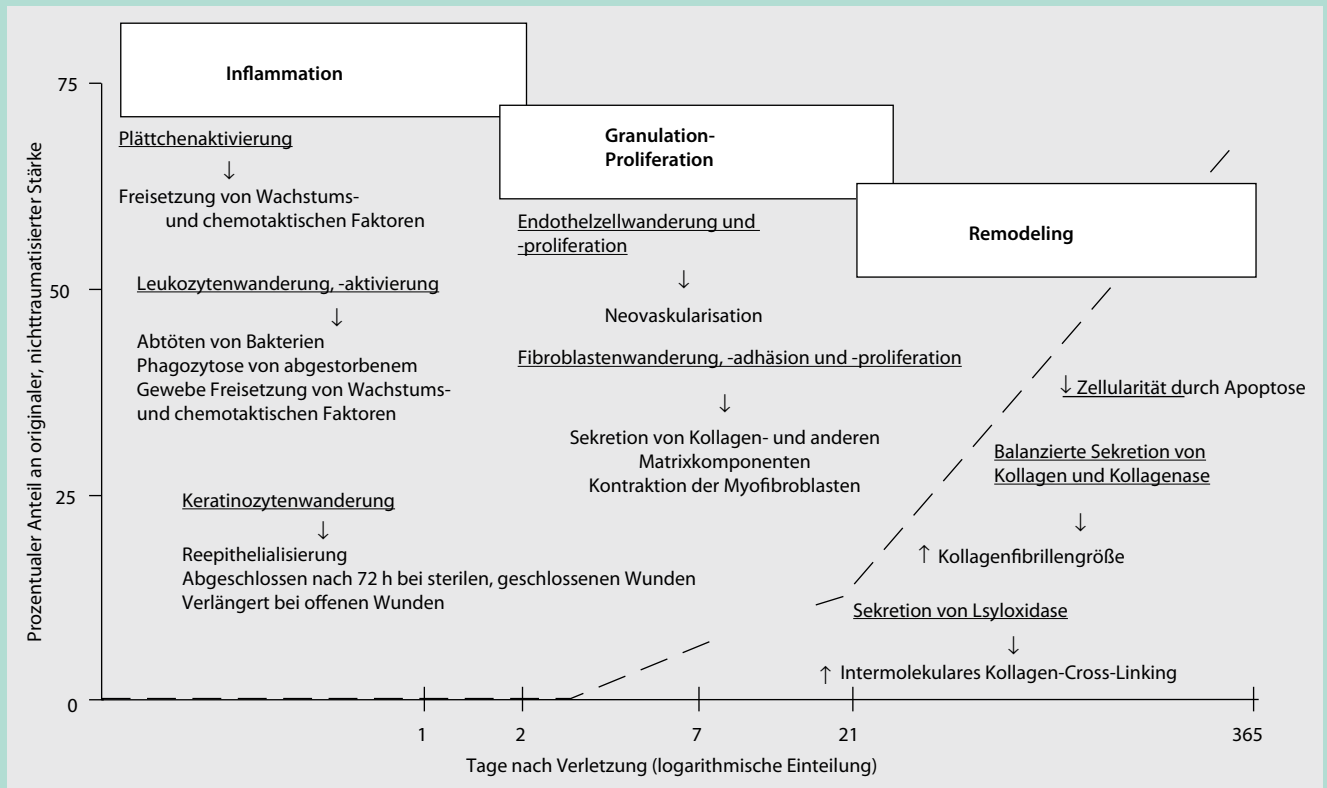 Prozentualer Anteil an originaler, nichttraumatisierter Stärke
75
50
25
0
Inflammation
Plättchenaktivierung
↓
Freisetzung von Wachstums-
und chemotaktischen Faktoren
Leukozytenwanderung, -aktivierung
↓
Abtöten von Bakterien
Phagozytose von abgestorbenem
Gewebe Freisetzung von Wachstums-
und chemotaktischen Faktoren
Keratinozytenwanderung
↓
Reepithelialisierung
Abgeschlossen nach 72 h bei sterilen, geschlossenen Wunden
Verlängert bei offenen Wunden
Granulation-
Proliferation
Endothelzellwanderung und
-proliferation
↓
Neovaskularisation
Fibroblastenwanderung, -adhäsion und -proliferation
↓
Sekretion von Kollagen- und anderen
Matrixkomponenten
Kontraktion der Myofibroblasten
Remodeling
↓ Zellularität durch Apoptose
Balanzierte Sekretion von
Kollagen und Kollagenase
↓
↑ Kollagenfibrillengröße
Sekretion von Lsyloxidase
↓
↑ Intermolekulares Kollagen-Cross-Linking
1 2 7 21 365
Tage nach Verletzung (logarithmische Einteilung)